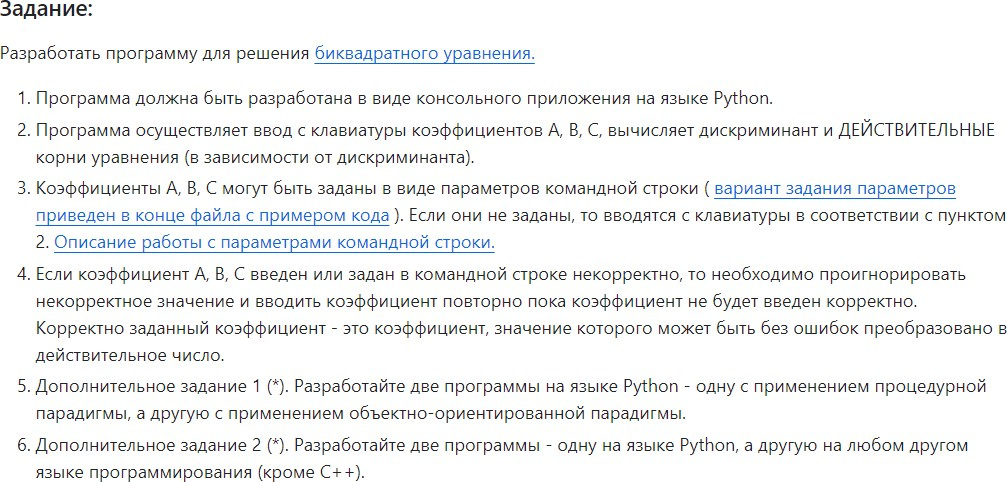 Задание:
Разработать программу для решения биквадратного уравнения.
1. Программа должна быть разработана в виде консольного приложения на языке Python.
2. Программа осуществляет ввод с клавиатуры коэффициентов А, В, С, вычисляет дискриминант и ДЕЙСТВИТЕЛЬНЫЕ
корни уравнения (в зависимости от дискриминанта).
3. Коэффициенты А, В, С могут быть заданы в виде параметров командной строки ( вариант задания параметров
приведен в конце файла с примером кода ). Если они не заданы, то вводятся с клавиатуры в соответствии с пунктом
2. Описание работы с параметрами командной строки.
4. Если коэффициент А, В, С введен или задан в командной строке некорректно, то необходимо проигнорировать
некорректное значение и вводить коэффициент повторно пока коэффициент не будет введен корректно.
Корректно заданный коэффициент - это коэффициент, значение которого может быть без ошибок преобразовано в
действительное число.
5. Дополнительное задание 1 (*). Разработайте две программы на языке Python - одну с применением процедурной
парадигмы, а другую с применением объектно-ориентированной парадигмы.
6. Дополнительное задание 2 (*). Разработайте две программы - одну на языке Python, а другую на любом другом
языке программирования (кроме С++).